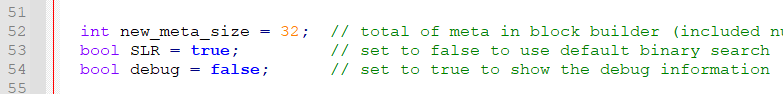 51
52 int new_meta_size = 32; // total of meta in block builder (included
53 bool SLR = true; // set to false to use default binary search
54 bool debug = false; // set to true to show the debug information
55